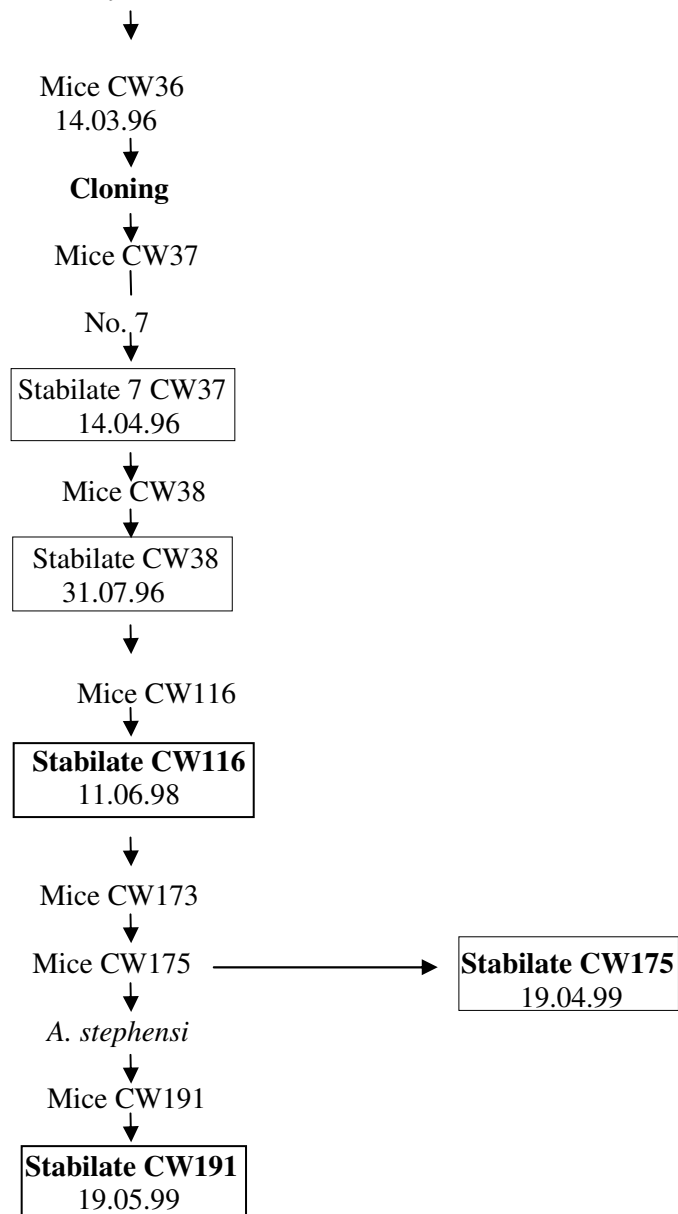 Mice CW36
14.03.96
Cloning
Mice CW37
No. 7
Stabilate 7 CW37
14.04.96
Mice CW38
Stabilate CW38
31.07.96
Mice CW116
Stabilate CW116
11.06.98
Mice CW173
Mice CW175
Stabilate CW175
19.04.99
A. stephensi
Mice CW191
Stabilate CW191
19.05.99